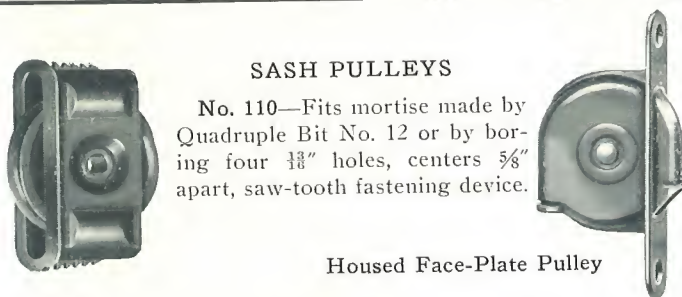 SASH PULLEYS
No. 110—Fits mortise made by
Quadruple Bit No. 12 or by bor-
ing four 13/16″ holes, centers 5/8″
apart, saw-tooth fastening device.
Housed Face-Plate Pulley